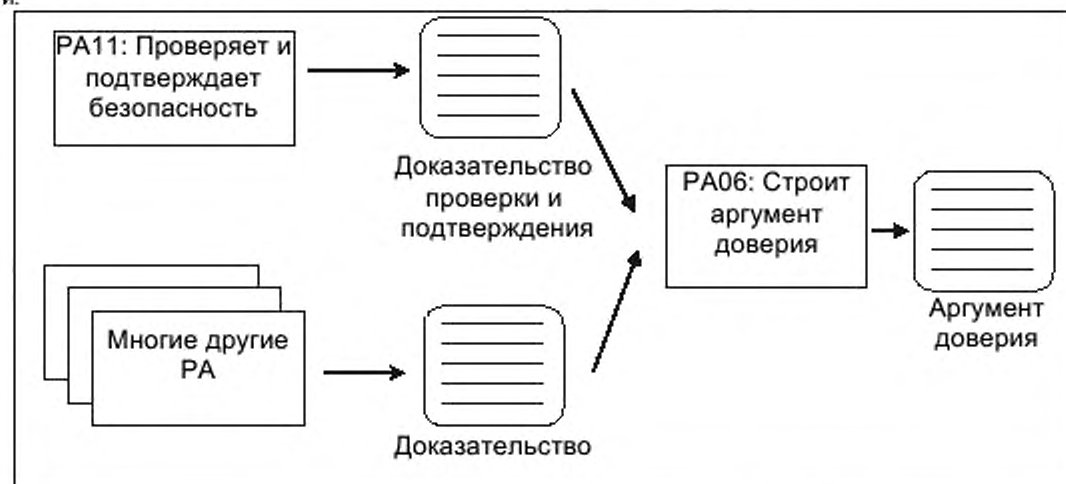 и.
PA11: Проверяет и
подтверждает
безопасность
Доказательство
проверки и
подтверждения
PA06: Строит
аргумент
доверия
Аргумент
доверия
Многие другие
PA
Доказательство